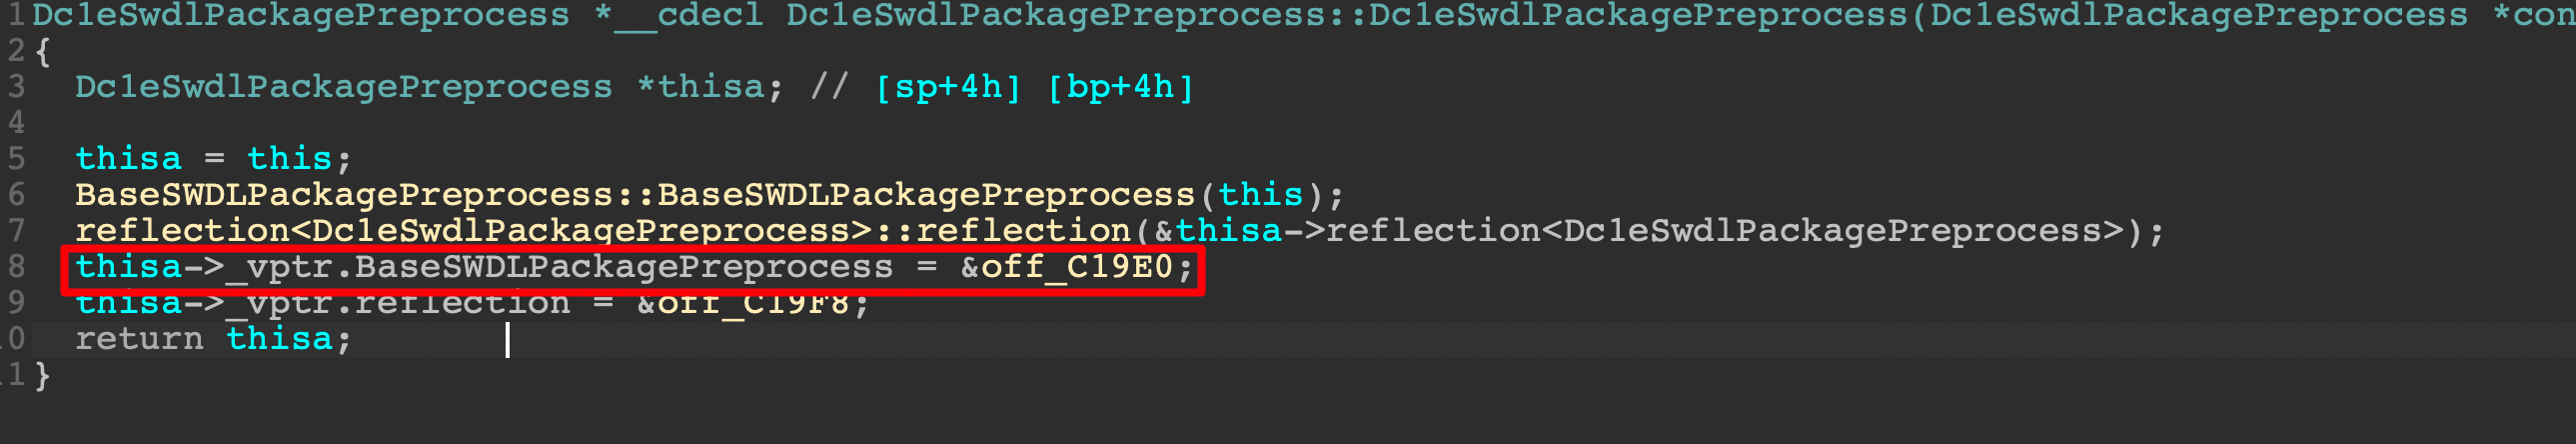 1 Dc1eSwdlPackagePreprocess *__cdecl Dc1eSwdlPackagePreprocess::Dc1eSwdlPackagePreprocess(Dc1eSwdlPackagePreprocess *con
2 {
3 Dc1eSwdlPackagePreprocess *thisa; // [sp+4h] [bp+4h]
4
5 thisa = this;
6 BaseSWDLPackagePreprocess::BaseSWDLPackagePreprocess(this);
7 reflection<Dc1eSwdlPackagePreprocess>::reflection(&thisa->reflection<Dc1eSwdlPackagePreprocess>);
8 thisa->_vptr.BaseSWDLPackagePreprocess = &off_C19E0;
9 thisa->_vptr.reflection = &off_C19F8;
10 return thisa;
11 }